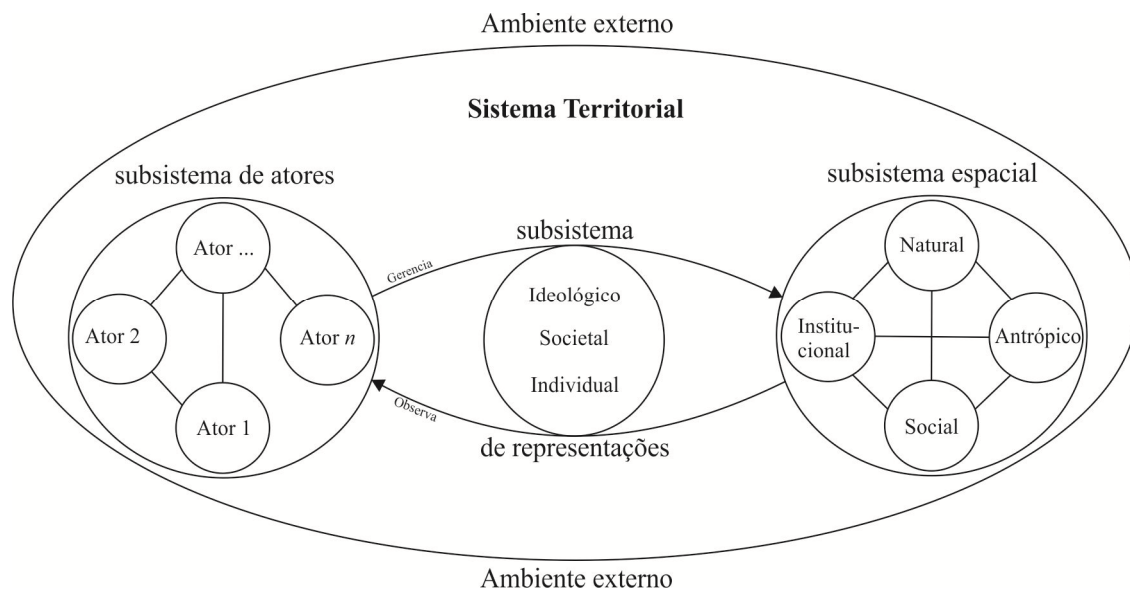 Ambiente externo
Sistema Territorial
subsistema de atores
subsistema espacial
subsistema
Ator ...
Ator 2
Ator n
Ator 1
Gerencia
Ideológico
Societal
Individual
Observa
de representações
Natural
Institu-
cional
Antrópico
Social
Ambiente externo